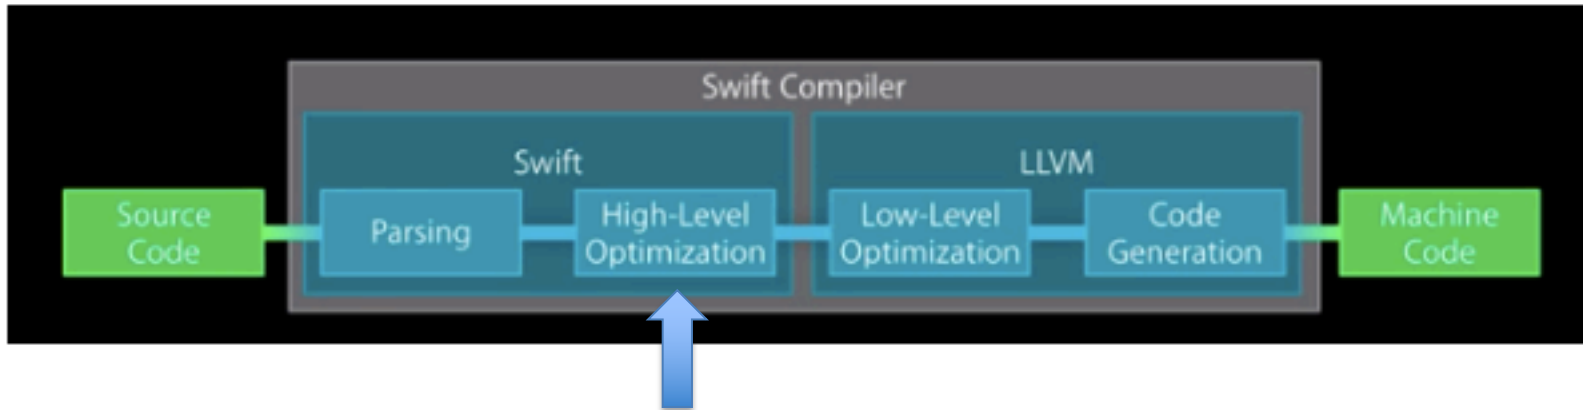 Swift Compiler
Swift
LLVM
Source
Code
Parsing
High-Level
Optimization
Low-Level
Optimization
Code
Generation
Machine
Code